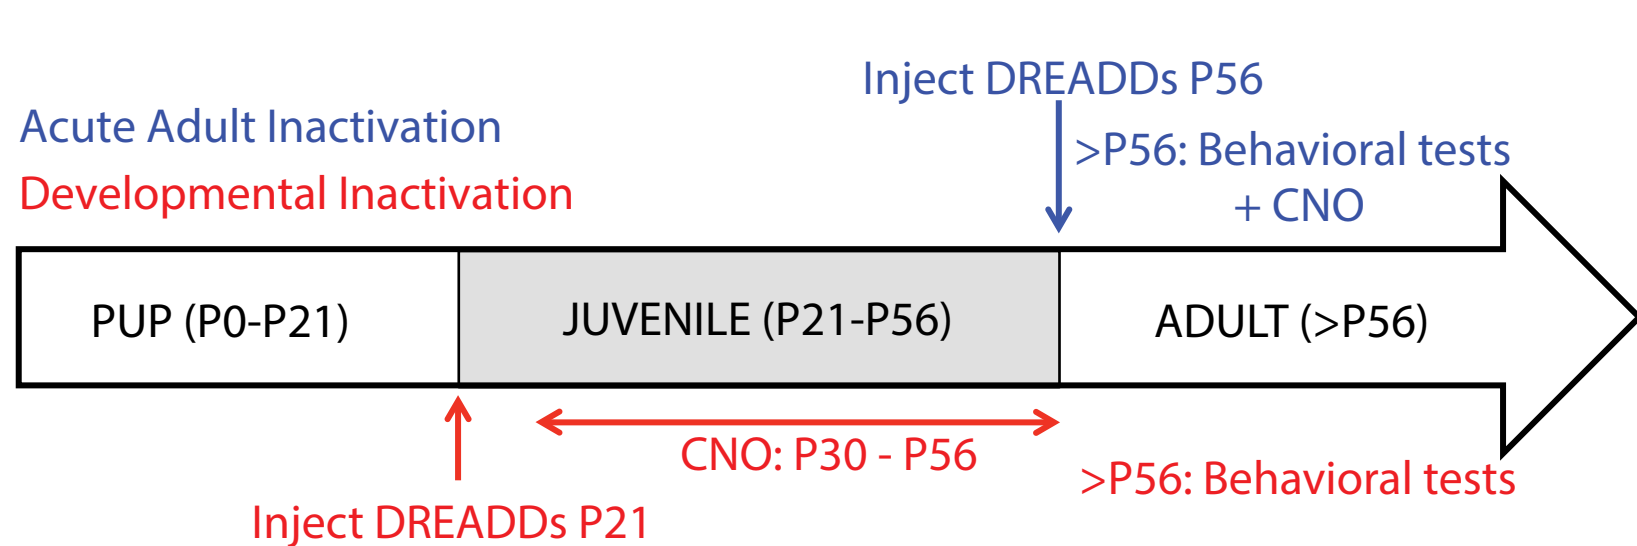 Inject DREADDs P56
Acute Adult Inactivation
>P56: Behavioral tests
+ CNO
Developmental Inactivation
PUP (P0-P21)
JUVENILE (P21-P56)
ADULT (>P56)
CNO: P30 - P56
>P56: Behavioral tests
Inject DREADDs P21